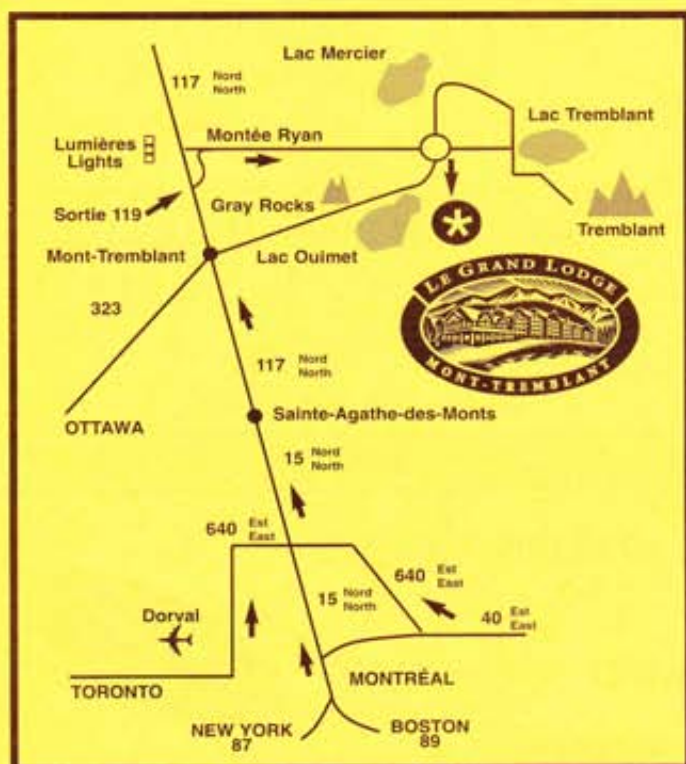 Lac Mercier
117 Nord
North
Lac Tremblant
Lumières
Lights
Montée Ryan
Sortie 119
Gray Rocks
Tremblant
Mont-Tremblant
Lac Ouimet
LE GRAND LODGE
MONT-TREMBLANT
323
117 Nord
North
OTTAWA
Sainte-Agathe-des-Monts
15 Nord
North
640 Est
East
640 Est
East
15 Nord
North
40 Est
East
Dorval
MONTRÉAL
TORONTO
NEW YORK
87
BOSTON
89